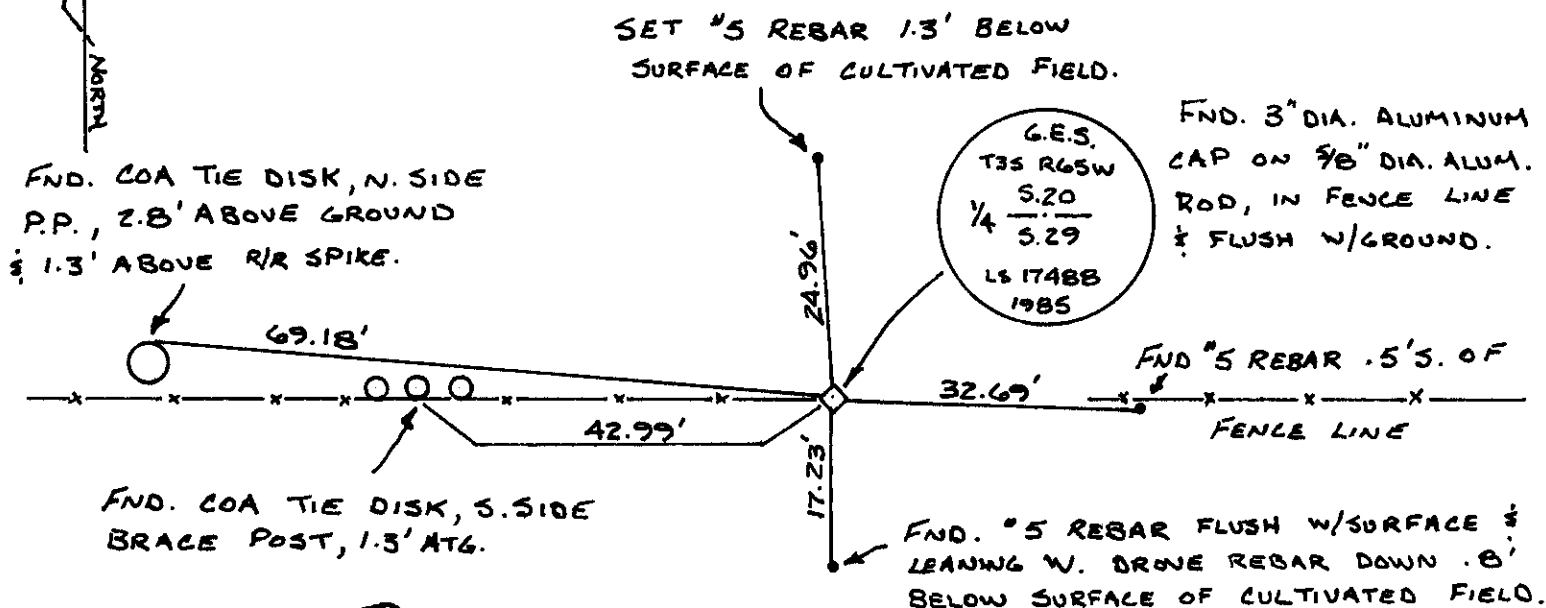 NORTH
SET #5 REBAR 1.3' BELOW
SURFACE OF CULTIVATED FIELD.
FND. COA TIE DISK, N. SIDE
P.P., 2.8' ABOVE GROUND
& 1.3' ABOVE R/R SPIKE.
G.E.S.
T3S R65W
1/4 S.20
S.29
LS 17488
1985
FND. 3" DIA. ALUMINUM
CAP ON 5/8" DIA. ALUM.
ROD, IN FENCE LINE
& FLUSH W/GROUND.
24.96'
69.18'
FND #5 REBAR .5'S. OF
FENCE LINE
32.69'
42.99'
17.23'
FND. COA TIE DISK, S. SIDE
BRACE POST, 1.3' ATG.
FND. #5 REBAR FLUSH W/SURFACE &
LEANING W. DROVE REBAR DOWN .8'
BELOW SURFACE OF CULTIVATED FIELD.